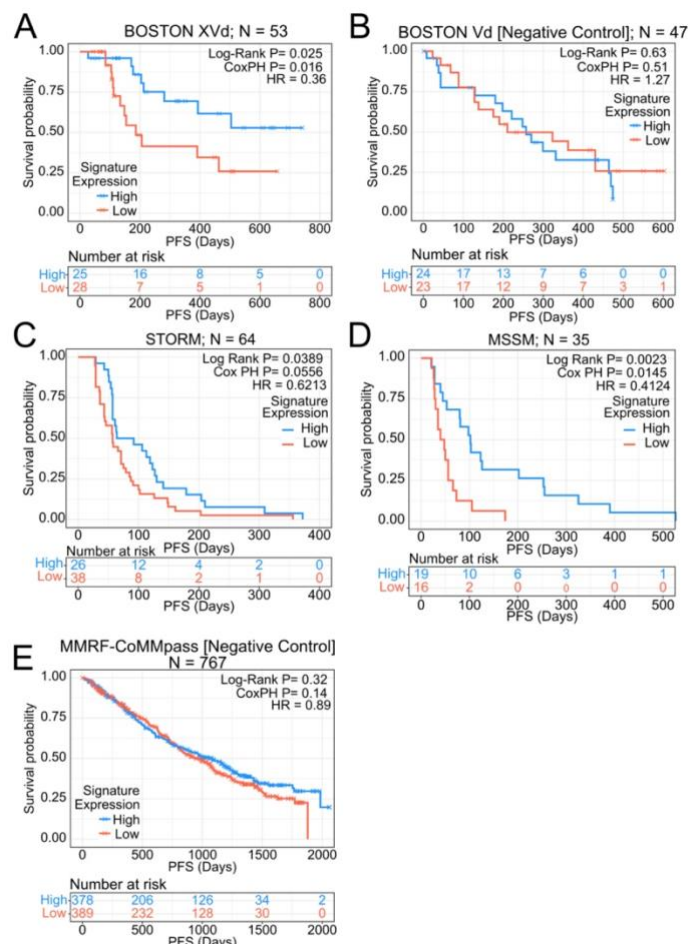 A
BOSTON XVd; N = 53
Log-Rank P= 0.025
CoxPH P= 0.016
HR = 0.36
Survival probability
1.00
0.75
0.50
0.25
0.00
Signature
Expression
High
Low
0 200 400 600 800
PFS (Days)
Number at risk
High 25 16 8 5 0
Low 28 7 5 1 0
0 200 400 600 800
PFS (Days)
B
BOSTON Vd [Negative Control]; N = 47
Log-Rank P= 0.63
CoxPH P= 0.51
HR = 1.27
Survival probability
1.00
0.75
0.50
0.25
0.00
Signature
Expression
High
Low
0 100 200 300 400 500 600
PFS (Days)
Number at risk
High 24 17 13 7 6 0 0
Low 23 17 12 9 7 3 1
0 100 200 300 400 500 600
PFS (Days)
C
STORM; N = 64
Log Rank P= 0.0389
Cox PH P= 0.0556
HR = 0.6213
Survival probability
1.00
0.75
0.50
0.25
0.00
Signature
Expression
High
Low
0 100 200 300 400
PFS (Days)
Number at risk
High 26 12 4 2 0
Low 38 8 2 1 0
0 100 200 300 400
PFS (Days)
D
MSSM; N = 35
Log Rank P= 0.0023
Cox PH P= 0.0145
HR = 0.4124
Survival probability
1.00
0.75
0.50
0.25
0.00
Signature
Expression
High
Low
0 100 200 300 400 500
PFS (Days)
Number at risk
High 19 10 6 3 1 1
Low 16 2 0 0 0 0
0 100 200 300 400 500
PFS (Days)
E
MMRF-CoMMpass [Negative Control]
N = 767
Log-Rank P= 0.32
CoxPH P= 0.14
HR = 0.89
Survival probability
1.00
0.75
0.50
0.25
0.00
Signature
Expression
High
Low
0 500 1000 1500 2000
PFS (Days)
Number at risk
High 378 206 126 34 2
Low 389 232 128 30 0
0 500 1000 1500 2000
PFS (Days)